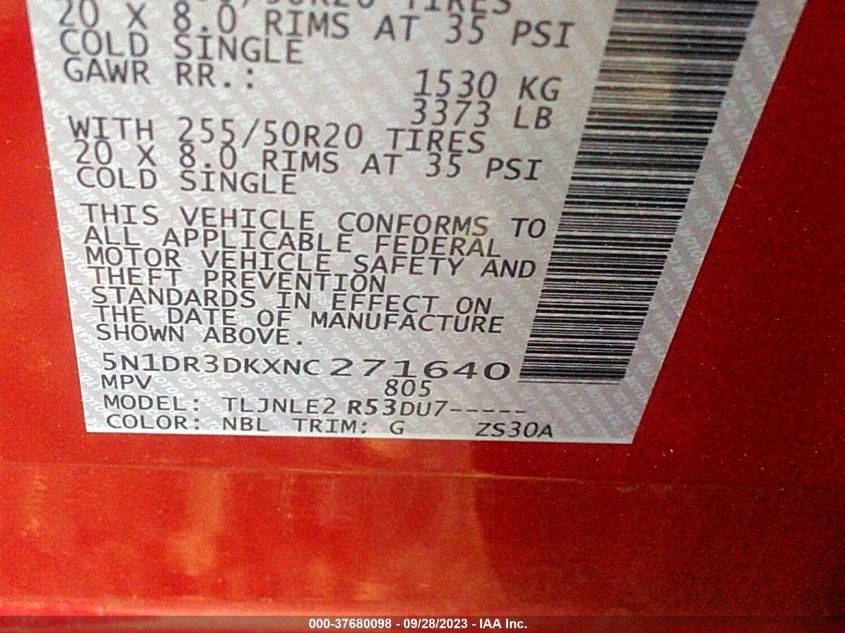 /50R20 TIRES
20 X 8.0 RIMS AT 35 PSI
COLD SINGLE
GAWR RR.: 1530 KG
3373 LB
WITH 255/50R20 TIRES
20 X 8.0 RIMS AT 35 PSI
COLD SINGLE
THIS VEHICLE CONFORMS TO
ALL APPLICABLE FEDERAL
MOTOR VEHICLE SAFETY AND
THEFT PREVENTION
STANDARDS IN EFFECT ON
THE DATE OF MANUFACTURE
SHOWN ABOVE.
5N1DR3DKXNC271640
MPV 805
MODEL: TLJNLE2 R53DU7-----
COLOR: NBL TRIM: G ZS30A
000-37680098 - 09/28/2023 - IAA Inc.